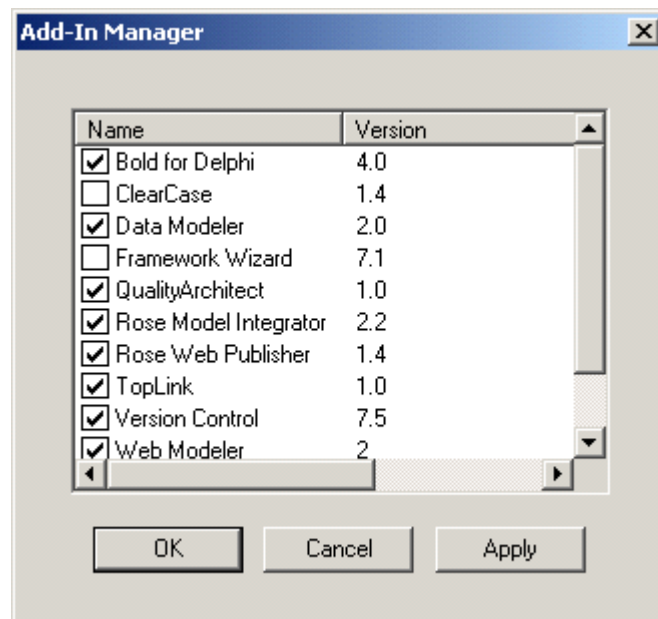 Add-In Manager
Name Version
Bold for Delphi 4.0
ClearCase 1.4
Data Modeler 2.0
Framework Wizard 7.1
QualityArchitect 1.0
Rose Model Integrator 2.2
Rose Web Publisher 1.4
TopLink 1.0
Version Control 7.5
Web Modeler 2
OK Cancel Apply